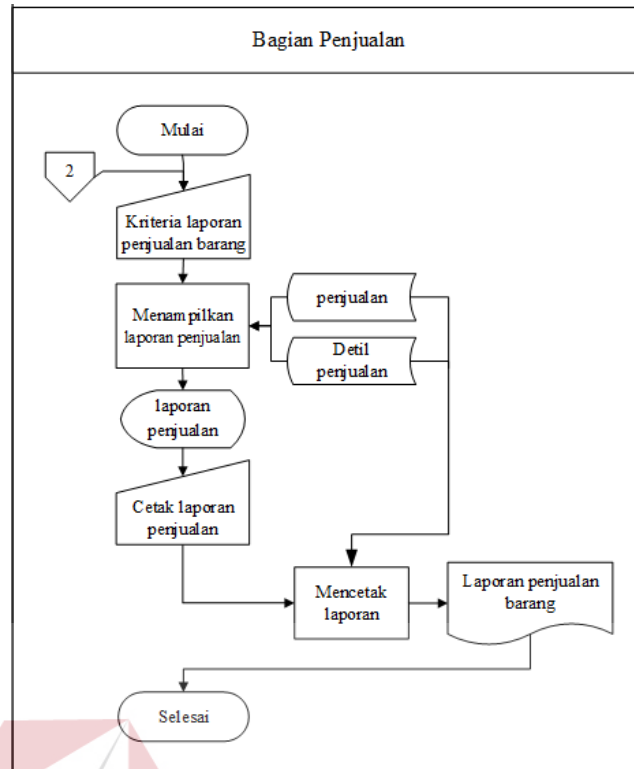 Bagian Penjualan
Mulai
2
Kriteria laporan
penjualan barang
penjualan
Menampilkan
laporan penjualan
Detil
penjualan
laporan
penjualan
Cetak laporan
penjualan
Mencetak
laporan
Laporan penjualan
barang
Selesai